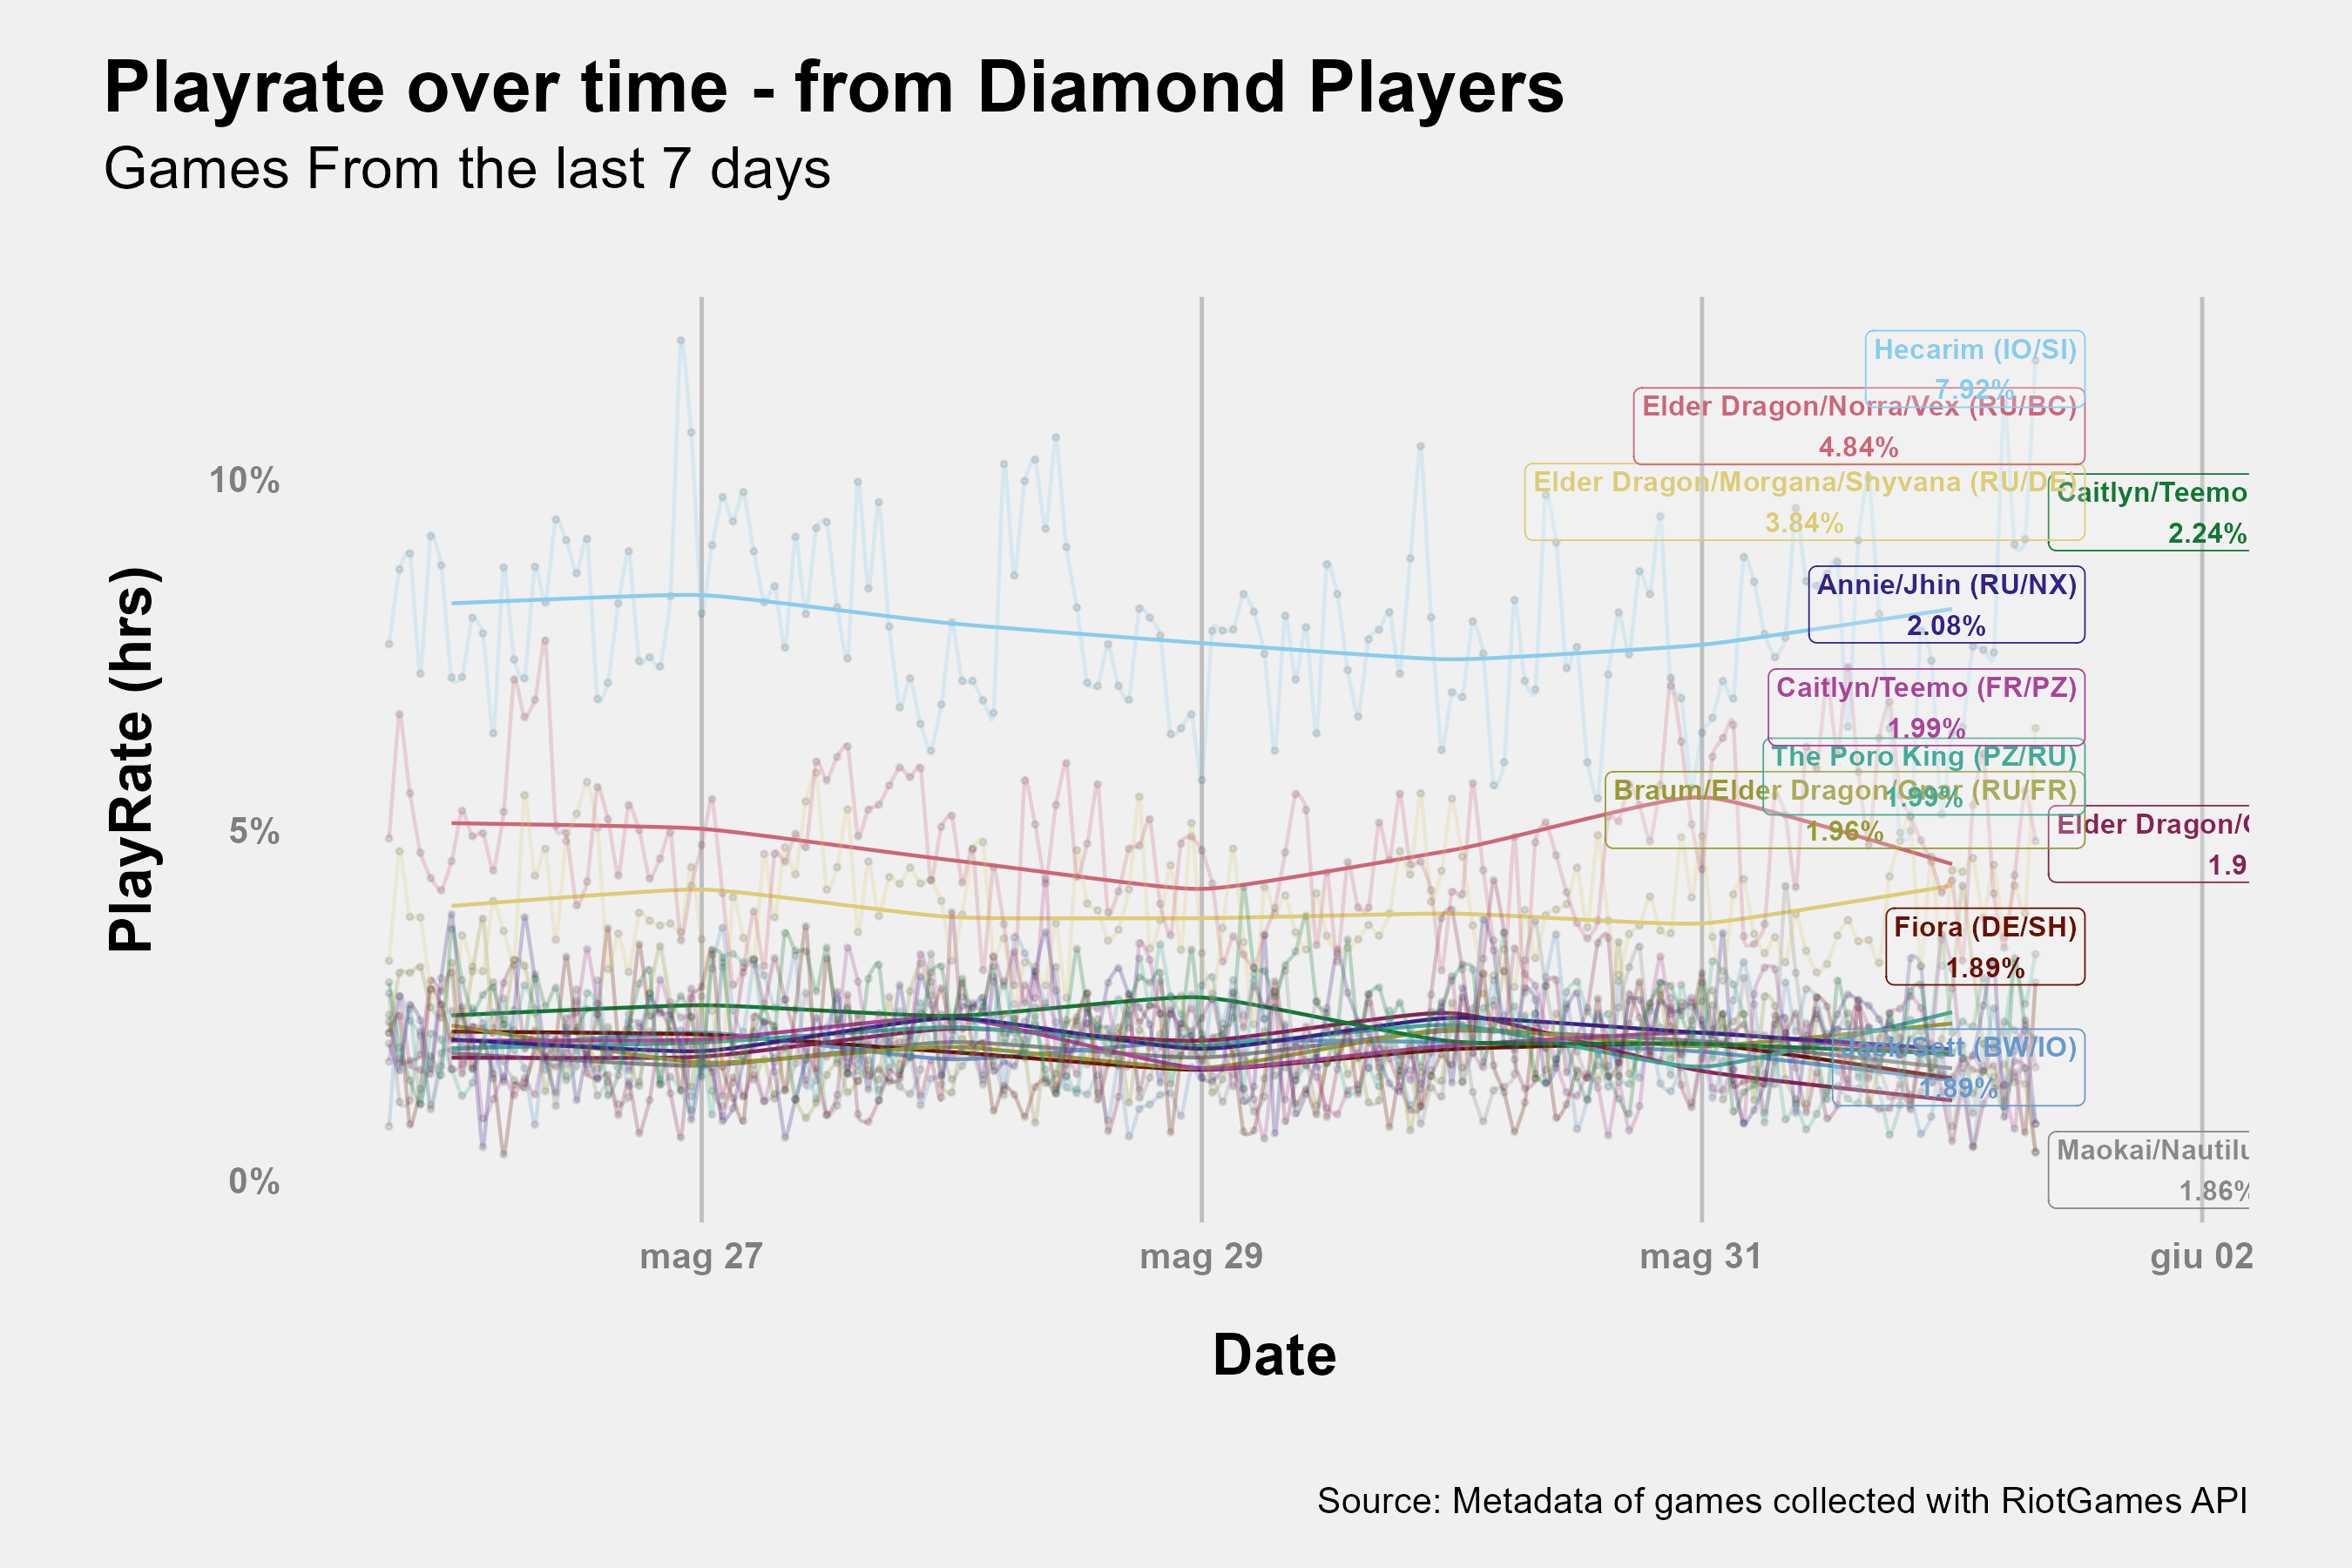 Playrate over time - from Diamond Players
Games From the last 7 days
PlayRate (hrs)
10%
5%
0%
Hecarim (IO/SI)
7.92%
Elder Dragon/Norra/Vex (RU/BC)
4.84%
Elder Dragon/Morgana/Shyvana (RU/DE)
3.84%
Caitlyn/Teemo
2.24%
Annie/Jhin (RU/NX)
2.08%
Caitlyn/Teemo (FR/PZ)
1.99%
The Poro King (PZ/RU)
1.99%
Braum/Elder Dragon/Gnar (RU/FR)
1.96%
Elder Dragon/
1.9
Fiora (DE/SH)
1.89%
Jack/Sett (BW/IO)
1.89%
Maokai/Nautilu
1.86%
mag 27
mag 29
mag 31
giu 02
Date
Source: Metadata of games collected with RiotGames API